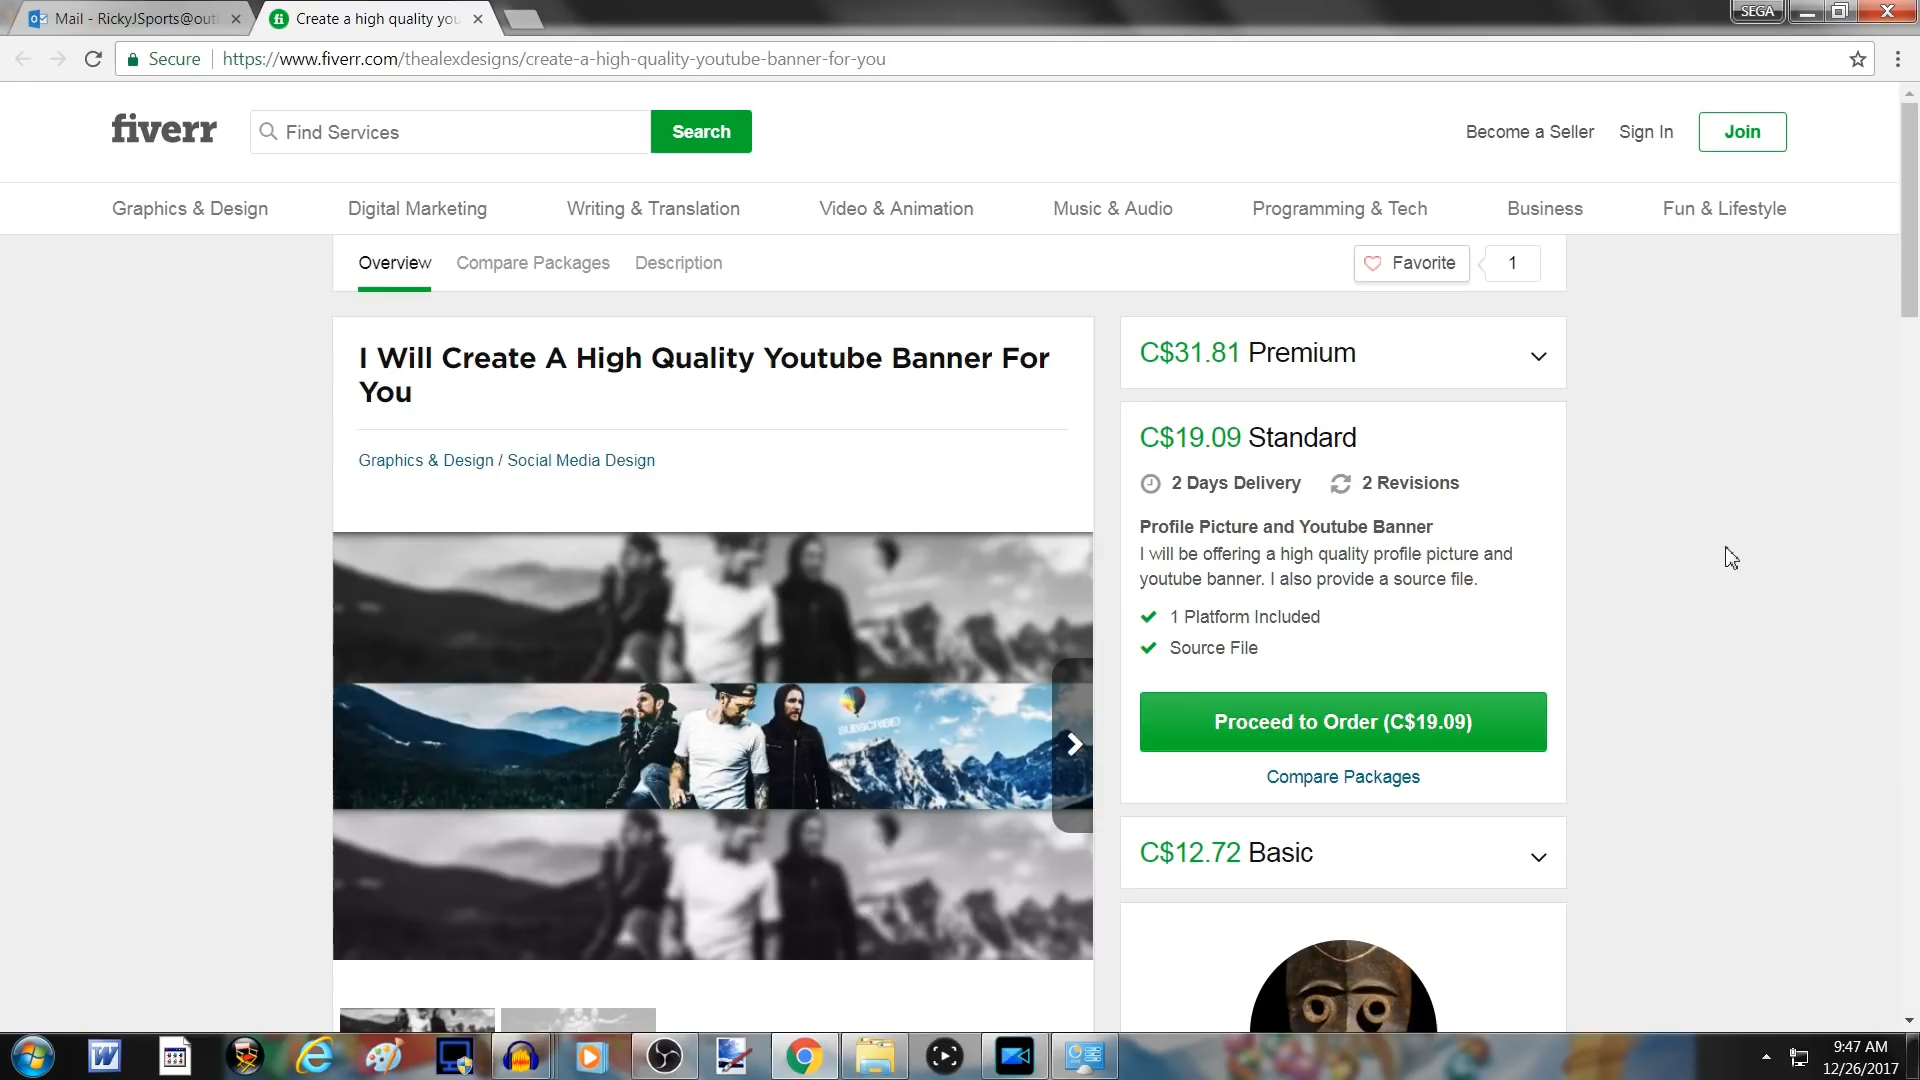 Mail - RickyJSports@outl
Create a high quality you
SEGA
Secure
https://www.fiverr.com/thealexdesigns/create-a-high-quality-youtube-banner-for-you
fiverr
Find Services
Search
Become a Seller
Sign In
Join
Graphics & Design
Digital Marketing
Writing & Translation
Video & Animation
Music & Audio
Programming & Tech
Business
Fun & Lifestyle
Overview
Compare Packages
Description
Favorite
1
I Will Create A High Quality Youtube Banner For
You
Graphics & Design / Social Media Design
SUBSCRIBE!
C$31.81 Premium
C$19.09 Standard
2 Days Delivery
2 Revisions
Profile Picture and Youtube Banner
I will be offering a high quality profile picture and
youtube banner. I also provide a source file.
1 Platform Included
Source File
Proceed to Order (C$19.09)
Compare Packages
C$12.72 Basic
9:47 AM
12/26/2017